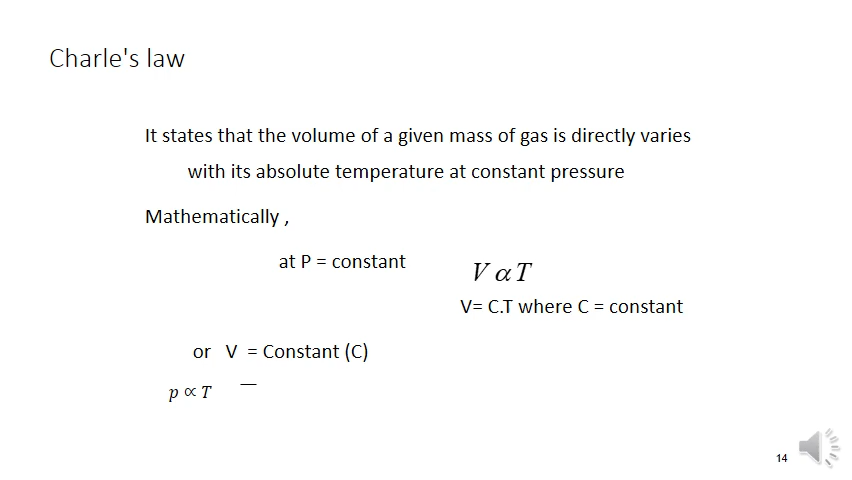 Charle's law
It states that the volume of a given mass of gas is directly varies
with its absolute temperature at constant pressure
Mathematically ,
at P = constant
V α T
V= C.T where C = constant
or V = Constant (C)
p ∝ T
14